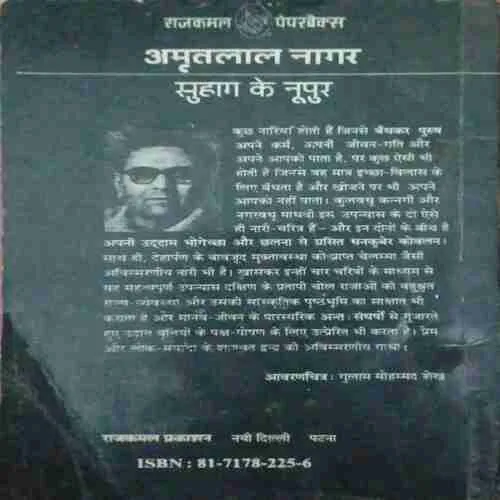 राजकमल पेपरबैक्स
अमृतलाल नागर
सुहाग के नूपुर
कुछ नारियाँ होती हैं जिनसे बँधकर पुरुष
अपने कर्म, अपनी जीवन-गति और
अपने आपको पाता है, पर कुछ ऐसी भी
होती हैं जिनसे वह मात्र इच्छा-विलास के
लिए बँधता है और खोजने पर भी अपने
आपको नहीं पाता। कुलवधू कन्नगी और
नगरवधू माधवी इस उपन्यास के दो ऐसे
ही नारी-चरित्र हैं – और इन दोनों के बीच है
अपनी उद्दाम भोगेच्छा और छलना से ग्रसित धनकुबेर कोवलन।
साथ ही, देहार्पण के बावजूद मुक्तावस्था को प्राप्त चेलम्मा जैसी
अविस्मरणीय नारी भी है। खासकर इन्हीं चार चरित्रों के माध्यम से
यह महत्वपूर्ण उपन्यास दक्षिण के प्रतापी चोल राजाओं की बहुश्रुत
राज्य-व्यवस्था और उसकी सांस्कृतिक पृष्ठभूमि का साक्षात भी
कराता है और मानव-जीवन के पारस्परिक अन्तः संघर्षों से गुजरते
हुए उदात्त वृत्तियों के पक्ष-पोषण के लिए उत्प्रेरित भी करता है। प्रेम
और लोक-मर्यादा के शाश्वत द्वन्द्व की अविस्मरणीय गाथा।
आवरणचित्र : गुलाम मोहम्मद शेख
राजकमल प्रकाशन नयी दिल्ली पटना
ISBN : 81-7178-225-6